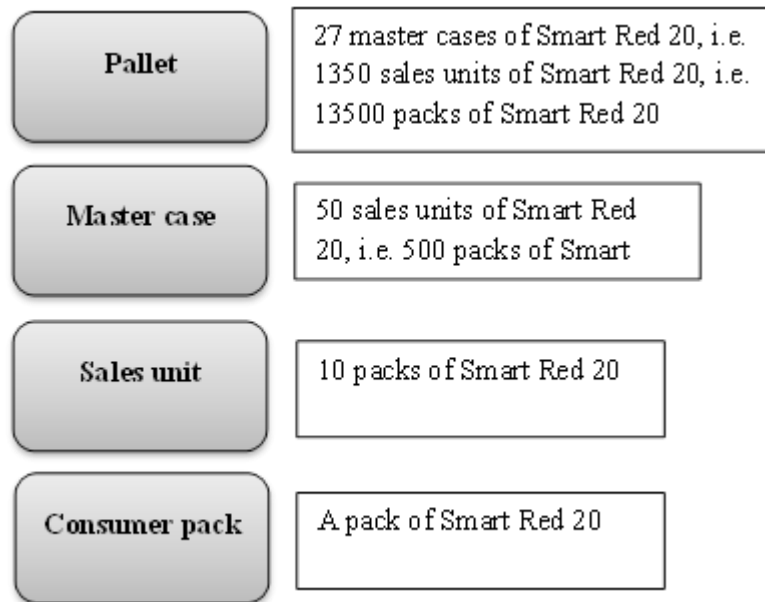 Pallet
27 master cases of Smart Red 20, i.e.
1350 sales units of Smart Red 20, i.e.
13500 packs of Smart Red 20
Master case
50 sales units of Smart Red
20, i.e. 500 packs of Smart
Sales unit
10 packs of Smart Red 20
Consumer pack
A pack of Smart Red 20